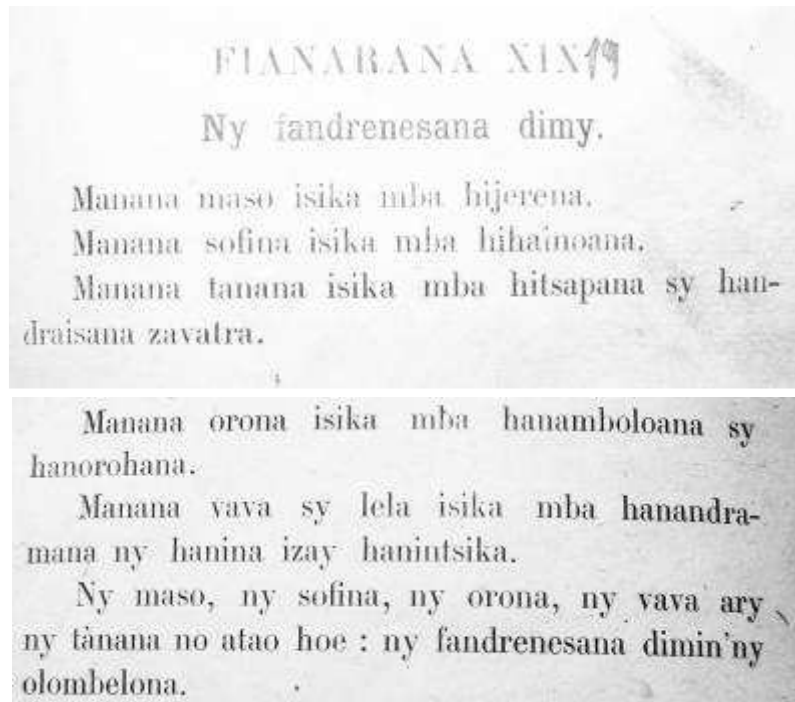 FIANARANA XIX 19
Ny fandrenesana dimy.
Manana maso isika mba hijerena.
Manana sofina isika mba hihainoana.
Manana tanana isika mba hitsapana sy han-
draisana zavatra.
Manana orona isika mba hanamboloana sy
hanorohana.
Manana vava sy lela isika mba hanandra-
mana ny hanina izay hanintsika.
Ny maso, ny sofina, ny orona, ny vava ary
ny tànana no atao hoe : ny fandrenesana dimin'ny
olombelona.